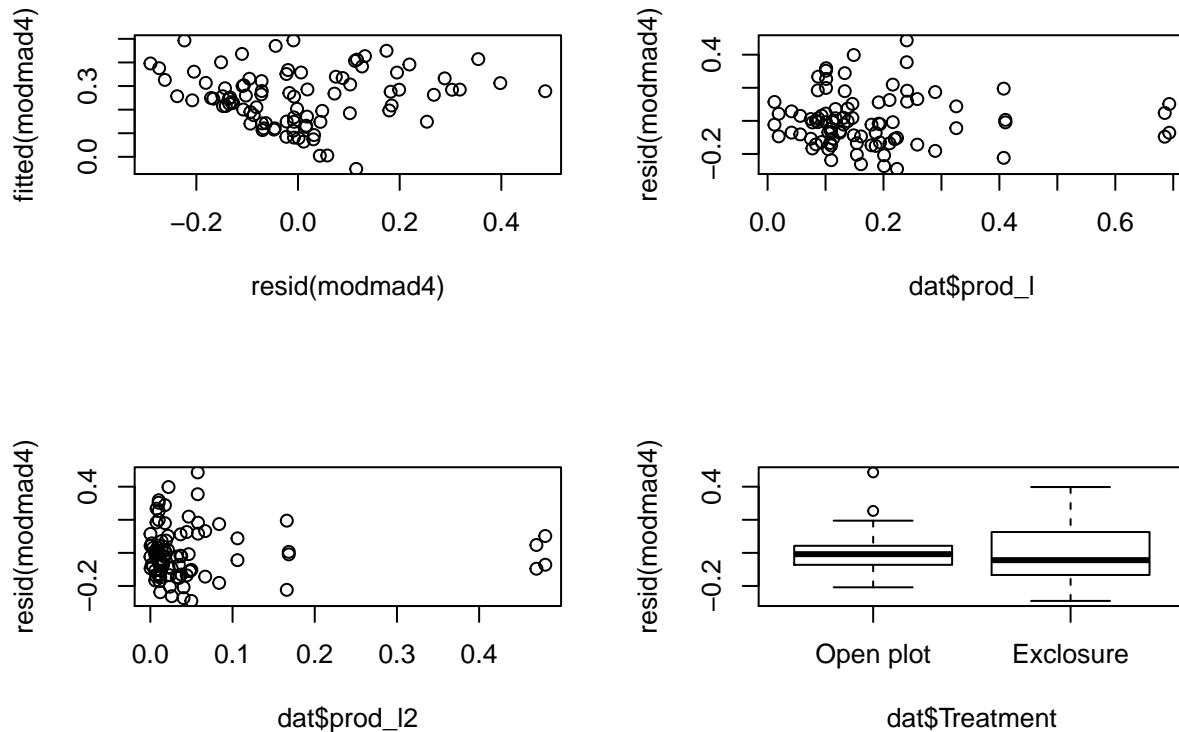 fitted(modmad4)
0.0
0.3
−0.2 0.0 0.2 0.4
resid(modmad4)
resid(modmad4)
−0.2
0.4
0.0 0.2 0.4 0.6
dat$prod_l
resid(modmad4)
−0.2
0.4
0.0 0.1 0.2 0.3 0.4
dat$prod_l2
resid(modmad4)
−0.2
0.4
Open plot Exclosure
dat$Treatment